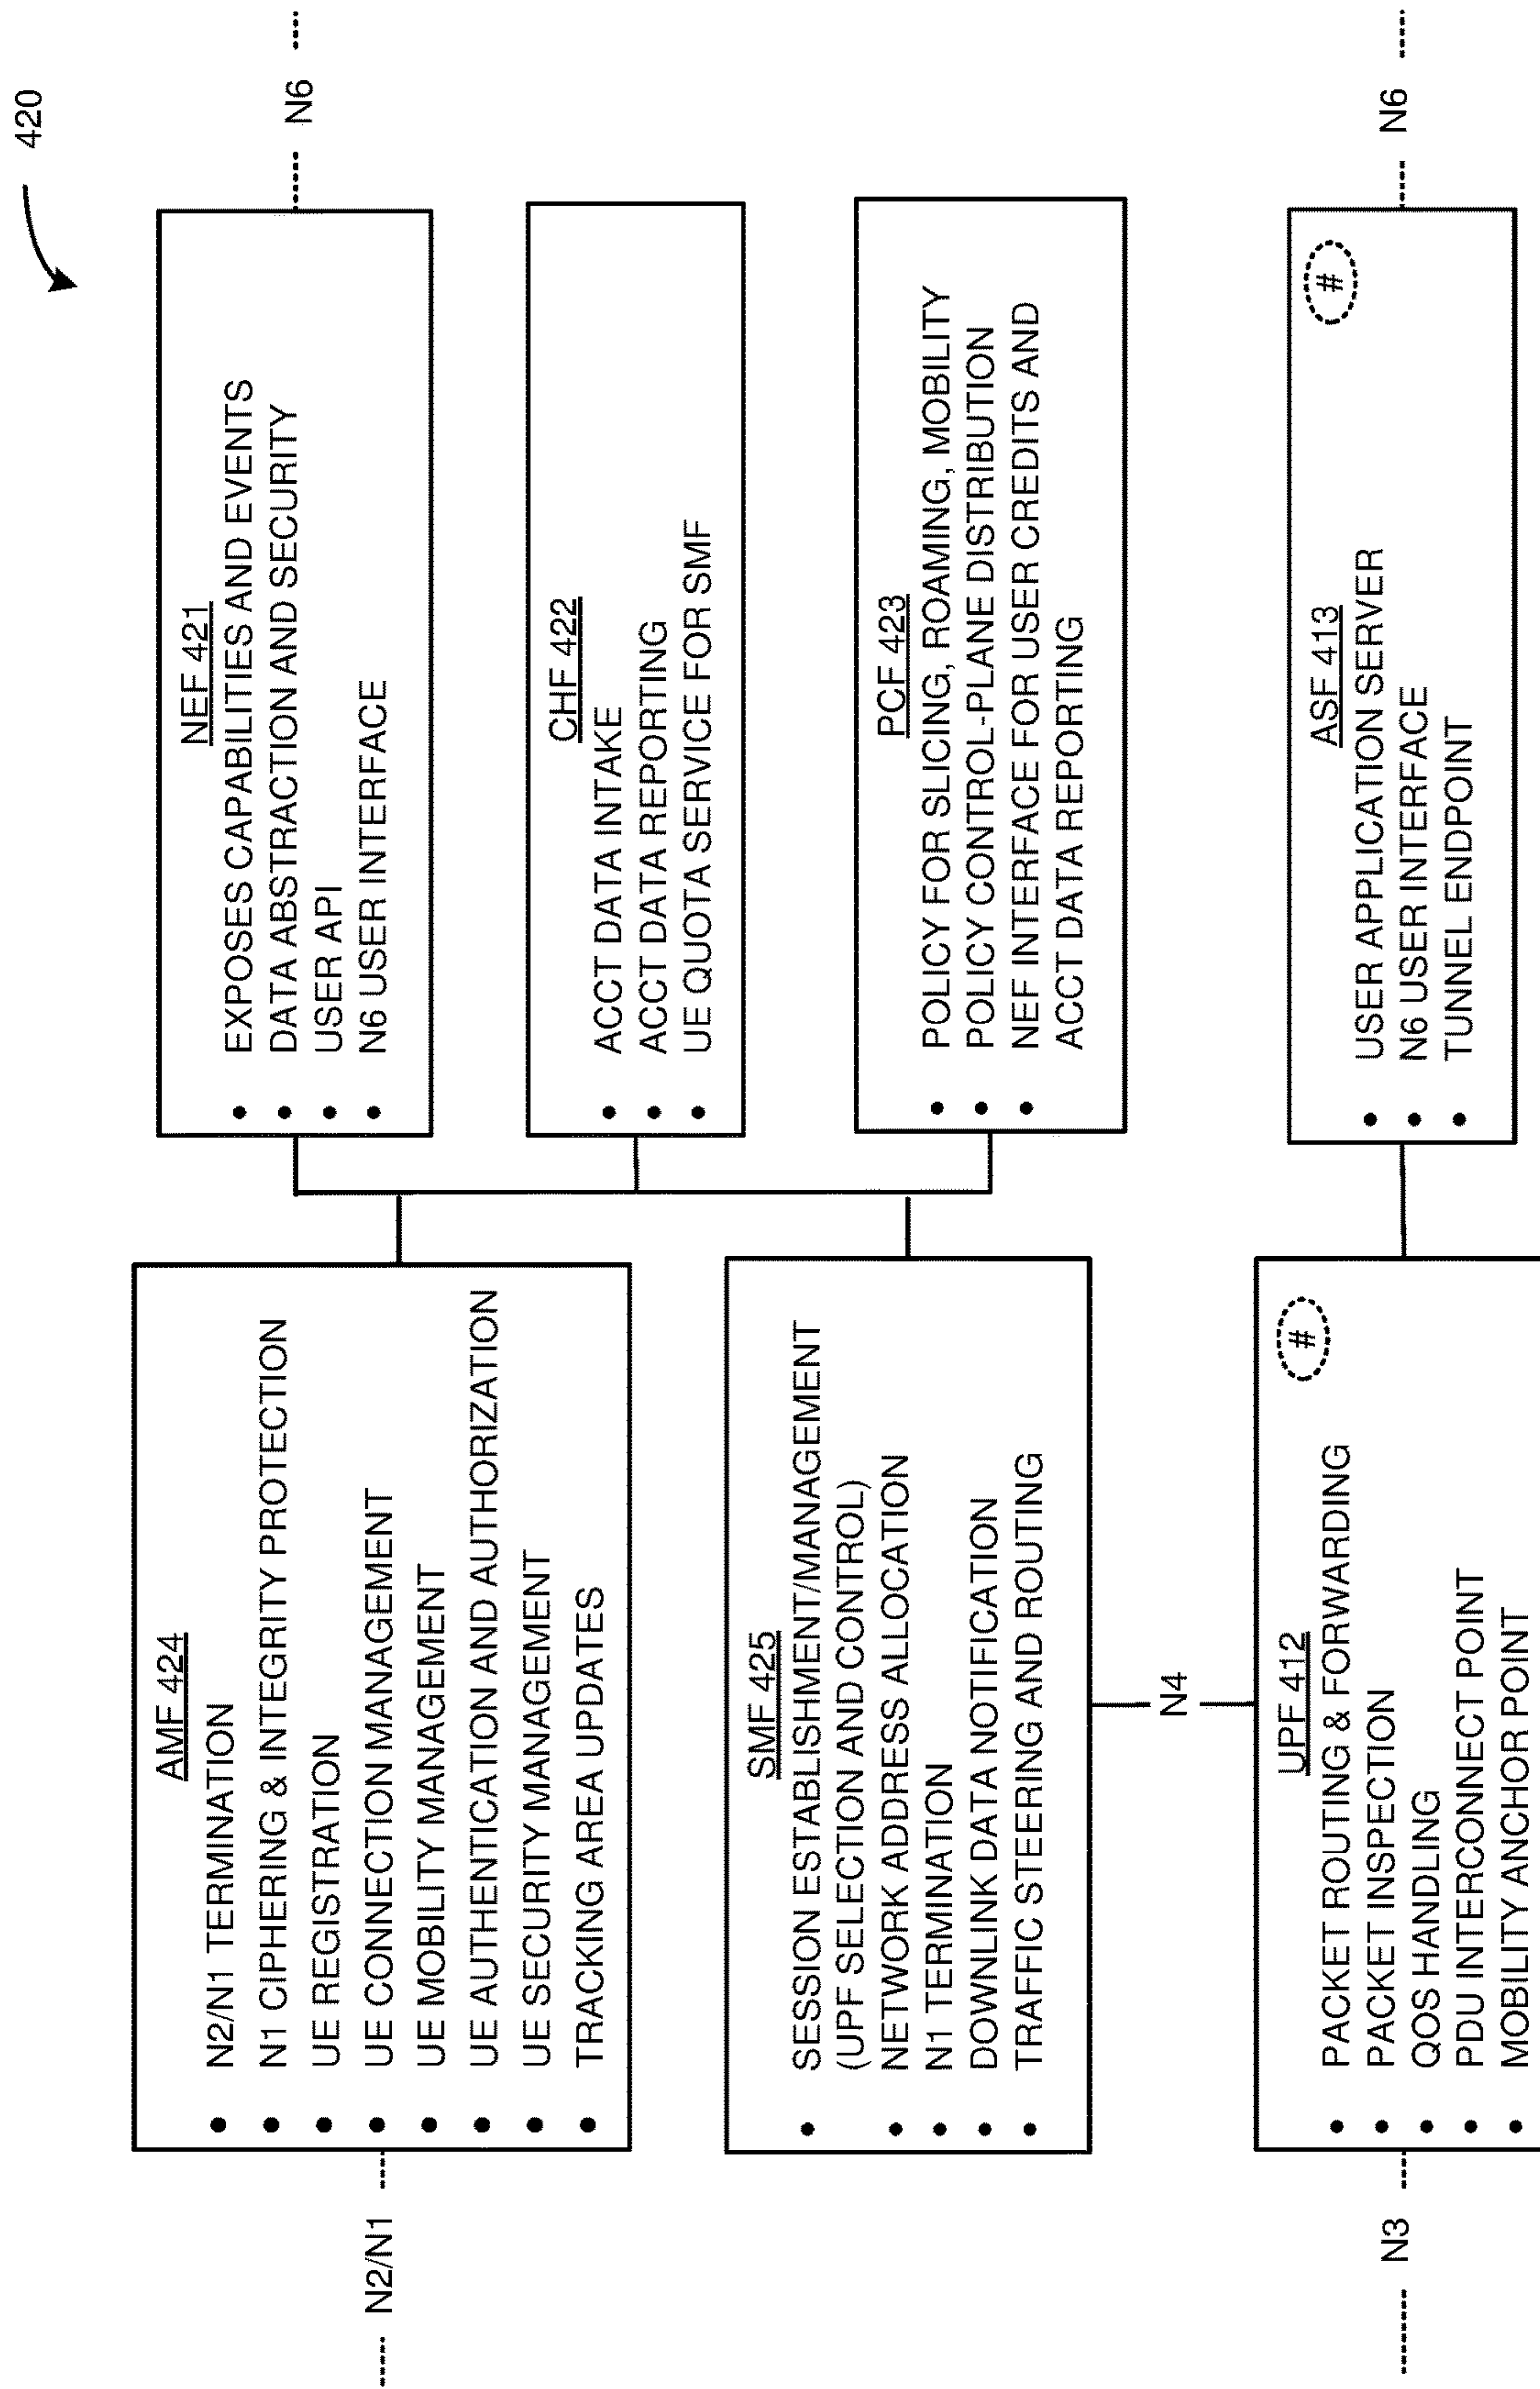 420
AMF 424
• N2/N1 TERMINATION
• N1 CIPHERING & INTEGRITY PROTECTION
• UE REGISTRATION
• UE CONNECTION MANAGEMENT
• UE MOBILITY MANAGEMENT
• UE AUTHENTICATION AND AUTHORIZATION
• UE SECURITY MANAGEMENT
• TRACKING AREA UPDATES
N2/N1
NEF 421
• EXPOSES CAPABILITIES AND EVENTS
• DATA ABSTRACTION AND SECURITY
• USER API
• N6 USER INTERFACE
N6
CHF 422
• ACCT DATA INTAKE
• ACCT DATA REPORTING
• UE QUOTA SERVICE FOR SMF
SMF 425
• SESSION ESTABLISHMENT/MANAGEMENT
(UPF SELECTION AND CONTROL)
• NETWORK ADDRESS ALLOCATION
• N1 TERMINATION
• DOWNLINK DATA NOTIFICATION
• TRAFFIC STEERING AND ROUTING
PCF 423
• POLICY FOR SLICING, ROAMING, MOBILITY
• POLICY CONTROL-PLANE DISTRIBUTION
• NEF INTERFACE FOR USER CREDITS AND
ACCT DATA REPORTING
N4
UPF 412
#
• PACKET ROUTING & FORWARDING
• PACKET INSPECTION
• QOS HANDLING
• PDU INTERCONNECT POINT
• MOBILITY ANCHOR POINT
N3
ASF 413
#
• USER APPLICATION SERVER
• N6 USER INTERFACE
• TUNNEL ENDPOINT
N6